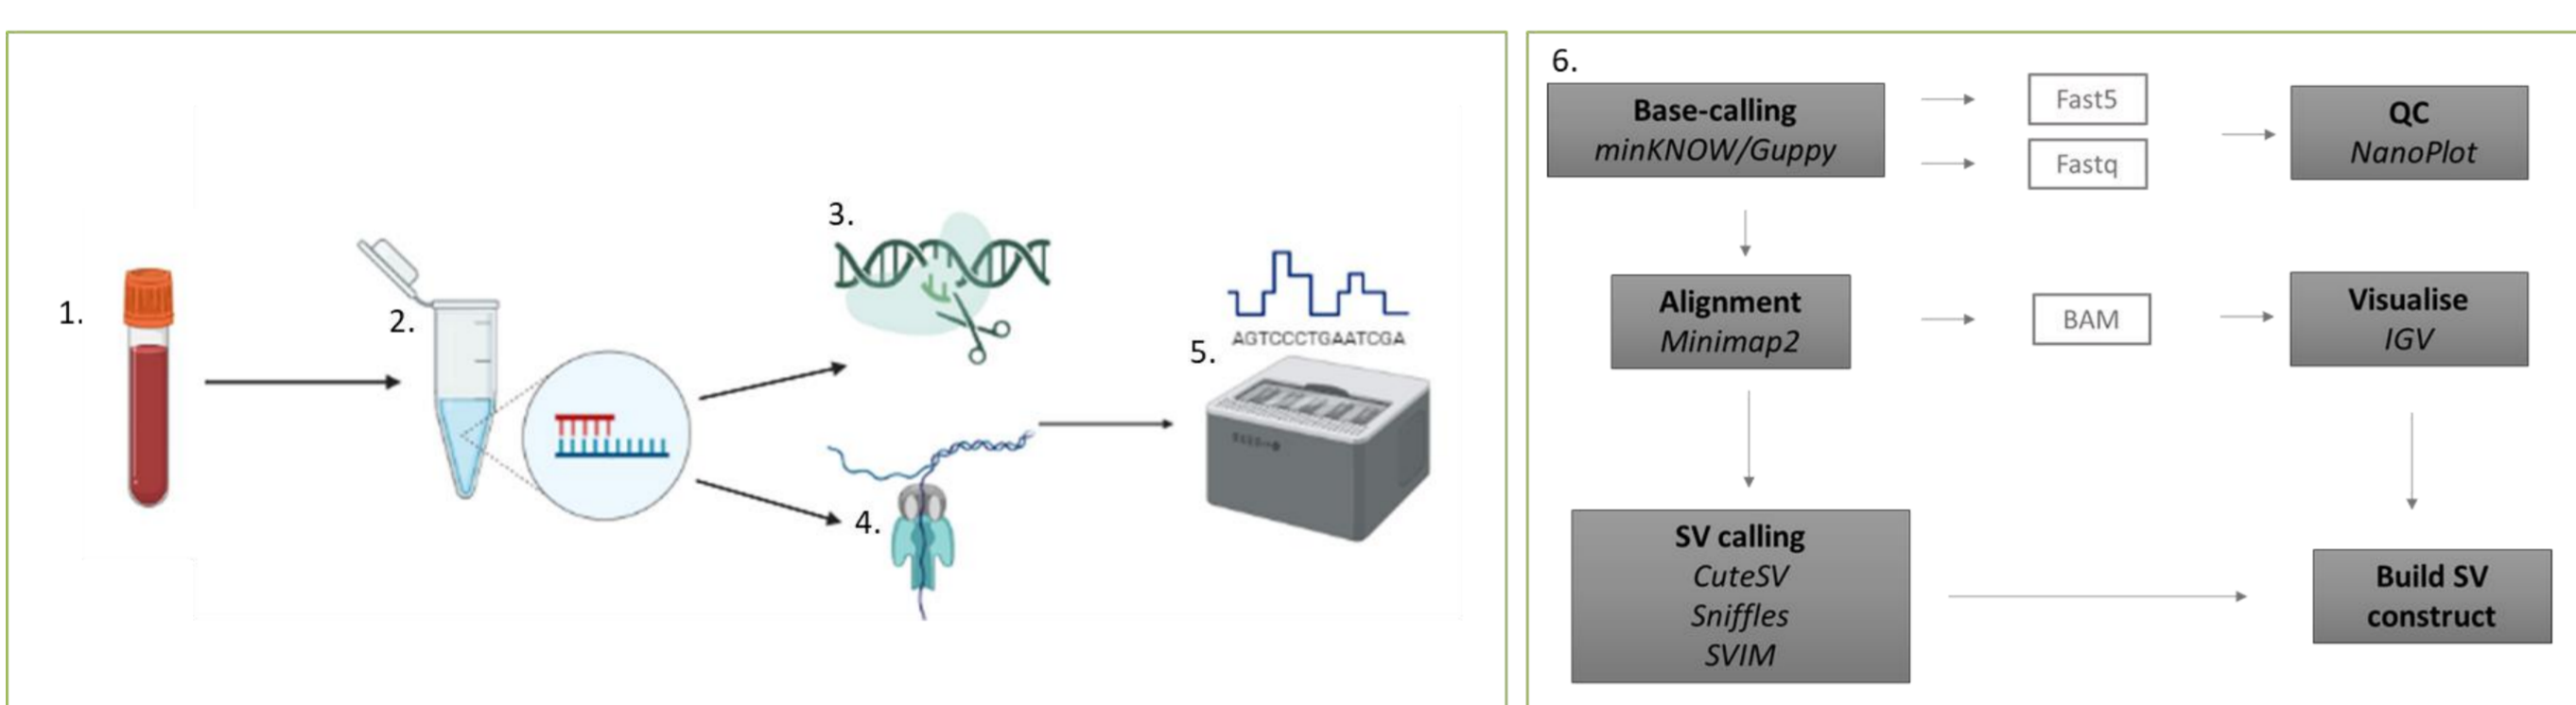 1.
2.
3.
4.
5.
AGTCCCTGAATCGA
6.
Base-calling
minKNOW/Guppy
Fast5
Fastq
QC
NanoPlot
Alignment
Minimap2
BAM
Visualise
IGV
SV calling
CuteSV
Sniffles
SVIM
Build SV
construct